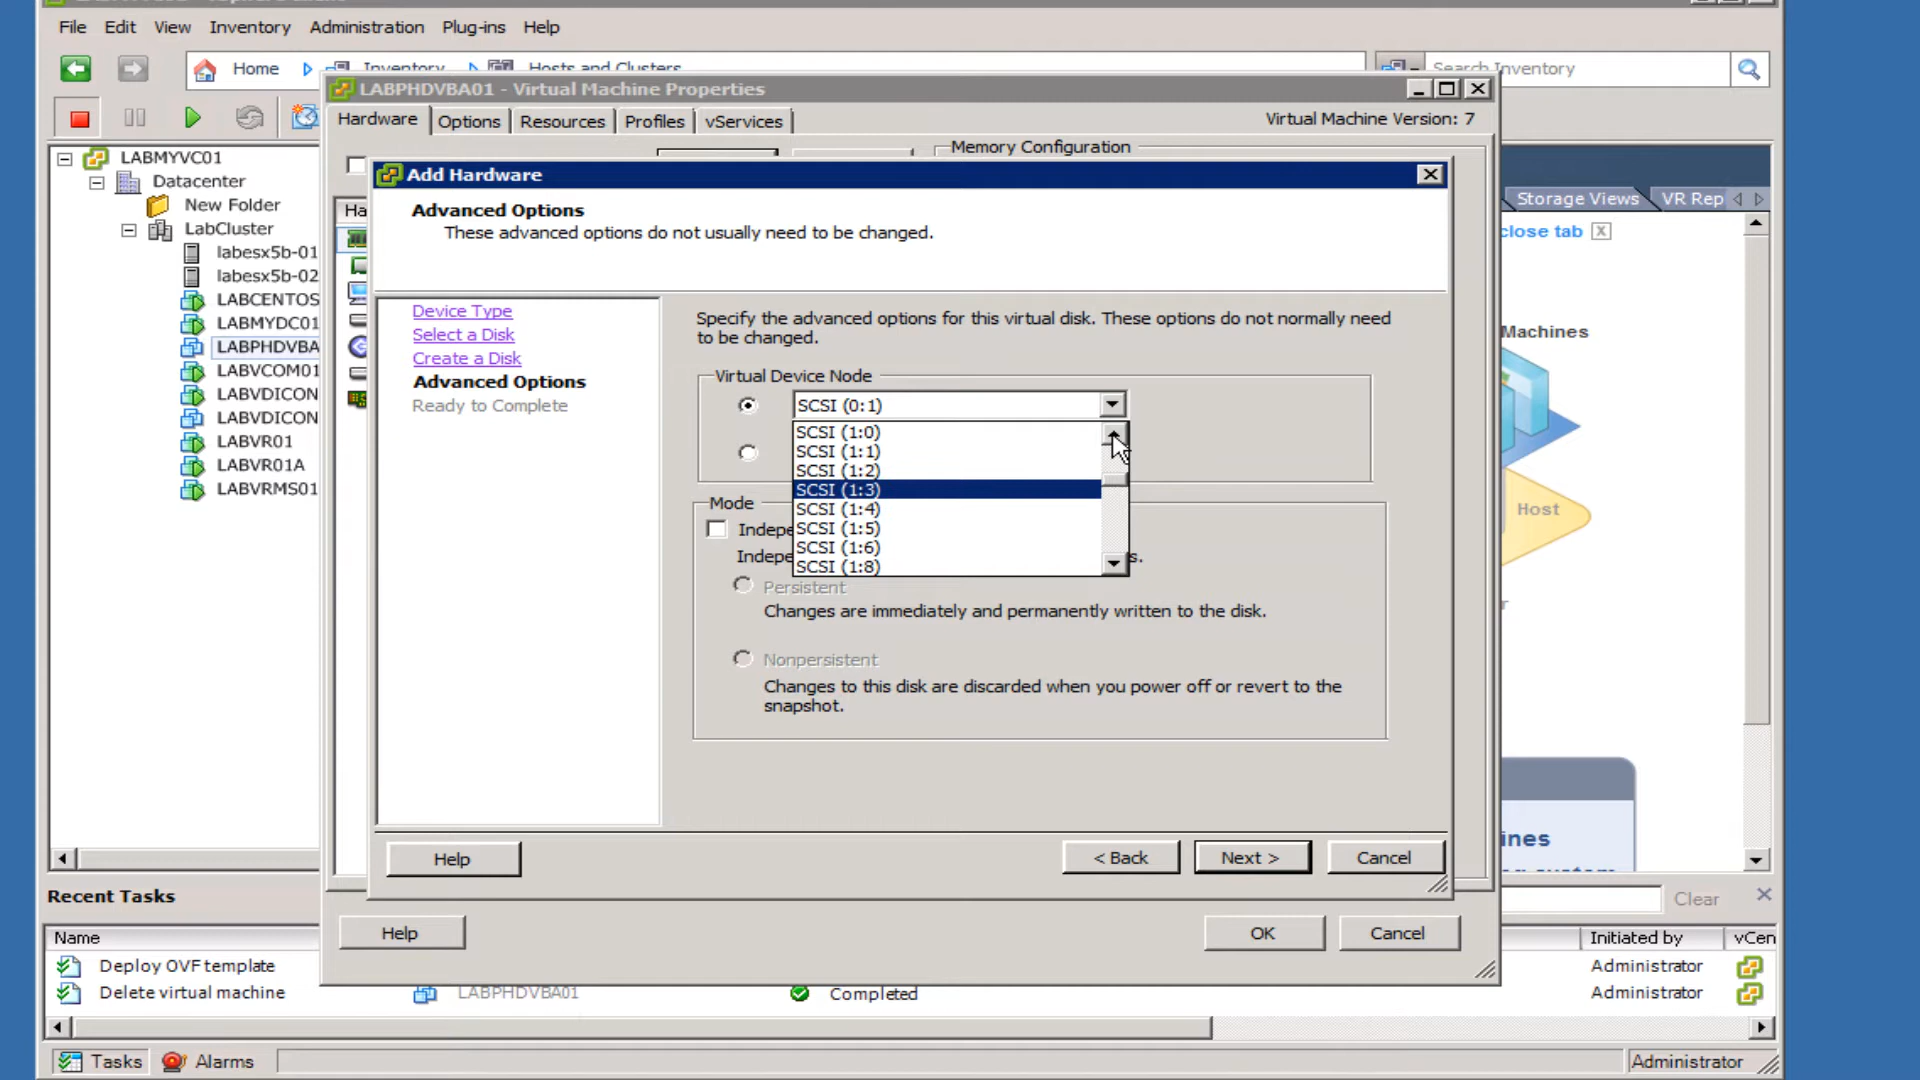 File Edit View Inventory Administration Plug-ins Help
Home Inventory Hosts and Clusters Search Inventory
LABPHDVBA01 - Virtual Machine Properties
Hardware Options Resources Profiles vServices Virtual Machine Version: 7
Memory Configuration
Add Hardware
Advanced Options
These advanced options do not usually need to be changed.
LABMYVC01
Datacenter
New Folder
LabCluster
labesx5b-01
labesx5b-02
LABCENTOS
LABMYDC01
LABPHDVBA
LABVCOM01
LABVDICON
LABVDICON
LABVR01
LABVR01A
LABVRMS01
Ha
Device Type
Select a Disk
Create a Disk
Advanced Options
Ready to Complete
Specify the advanced options for this virtual disk. These options do not normally need
to be changed.
Virtual Device Node
SCSI (0:1)
SCSI (1:0)
SCSI (1:1)
SCSI (1:2)
SCSI (1:3)
SCSI (1:4)
SCSI (1:5)
SCSI (1:6)
SCSI (1:8)
Mode
Indepe
Indepe s.
Persistent
Changes are immediately and permanently written to the disk.
Nonpersistent
Changes to this disk are discarded when you power off or revert to the
snapshot.
Help < Back Next > Cancel
Help OK Cancel
Storage Views VR Rep
close tab X
Machines
Host
ines
Recent Tasks Clear
Name Initiated by vCen
Deploy OVF template Administrator
Delete virtual machine LABPHDVBA01 Completed Administrator
Tasks Alarms Administrator